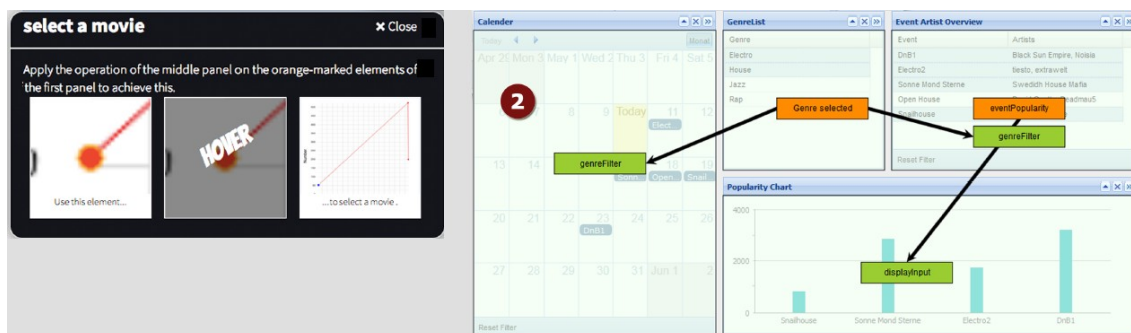 select a movie
× Close
Apply the operation of the middle panel on the orange-marked elements of
the first panel to achieve this.
HOVER
Use this element...
...to select a movie .
Calender
Today
Monat
Mon 3 May 1 Wed 2 Thu 3 Fri 4 Sat 5
8 9 Today 11 12
Elect
13 14 18 19
Sonn... Open... Snail...
20 21 22 23 24 25 26
DnB1
27 28 29 30 31 Jun 1 2
Reset Filter
2
genreFilter
GenreList
Genre
Electro
House
Jazz
Rap
Genre selected
Event Artist Overview
Event Artists
DnB1 Black Sun Empire, Noisia
Electro2 tiesto, extrawelt
Sonne Mond Sterne Swedidh House Mafia
Open House
Snailhouse
eventPopularity
genreFilter
Reset Filter
Popularity Chart
4000
2000
0
displayInput
Snailhouse Sonne Mond Sterne Electro2 DnB1